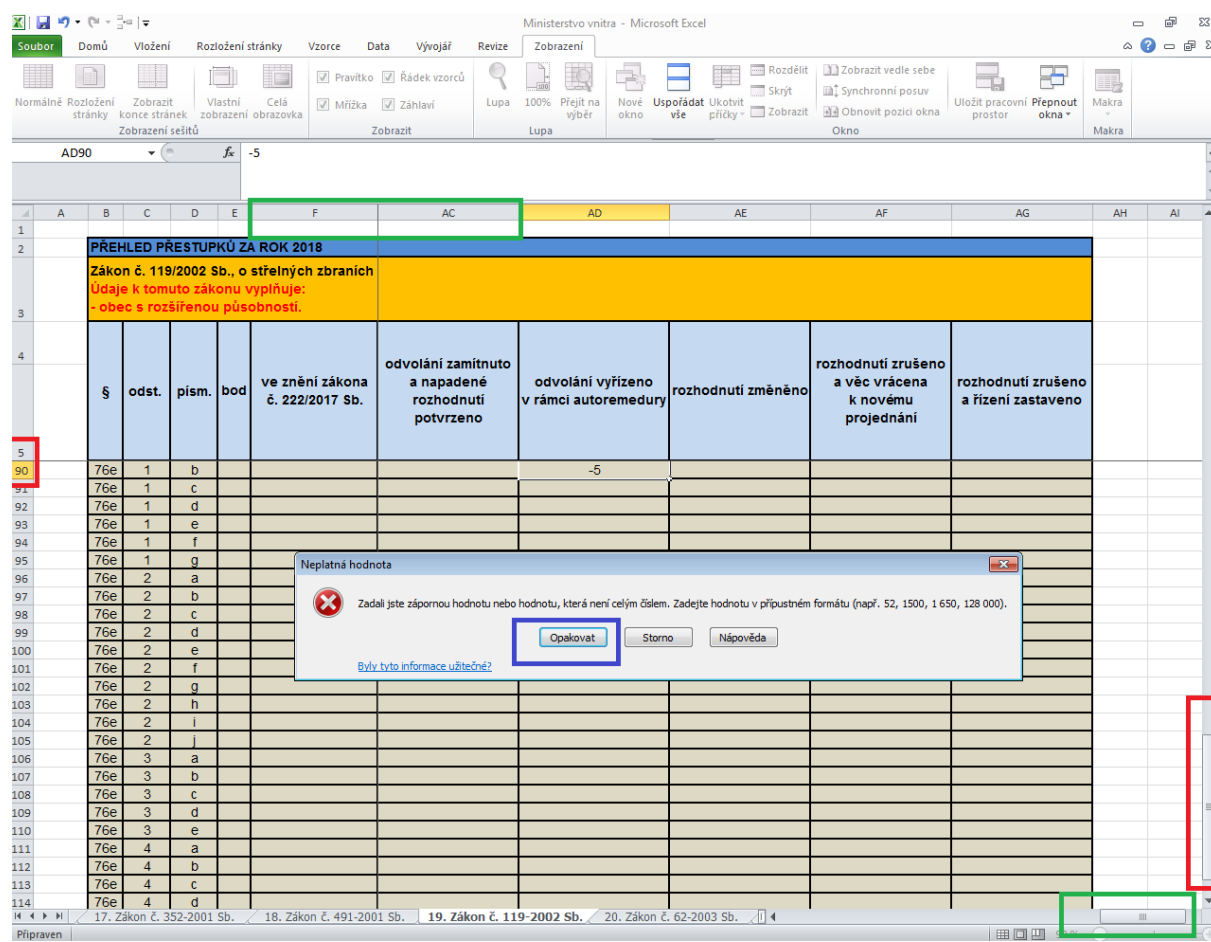 Ministerstvo vnitra - Microsoft Excel
Soubor Domů Vložení Rozložení stránky Vzorce Data Vývojář Revize Zobrazení
Normálně Rozložení stránky Zobrazit konce stránek Vlastní zobrazení Celá obrazovka
Zobrazení sešitů
Pravítko Řádek vzorců
Mřížka Záhlaví
Zobrazit
Lupa 100% Přejít na výběr
Lupa
Nové okno Uspořádat vše Ukotvit příčky
Rozdělit
Skrýt
Zobrazit
Zobrazit vedle sebe
Synchronní posuv
Obnovit pozici okna
Uložit pracovní prostor Přepnout okna
Okno
Makra
Makra
AD90 fx -5
A B C D E F AC AD AE AF AG AH AI
1
2 PŘEHLED PŘESTUPKŮ ZA ROK 2018
Zákon č. 119/2002 Sb., o střelných zbraních
Údaje k tomuto zákonu vyplňuje:
3 - obec s rozšířenou působností.
4
5
§ odst. písm. bod
ve znění zákona
č. 222/2017 Sb.
odvolání zamítnuto
a napadené
rozhodnutí
potvrzeno
odvolání vyřízeno
v rámci autoremedury
rozhodnutí změněno
rozhodnutí zrušeno
a věc vrácena
k novému
projednání
rozhodnutí zrušeno
a řízení zastaveno
90 76e 1 b -5
91 76e 1 c
92 76e 1 d
93 76e 1 e
94 76e 1 f
95 76e 1 g
96 76e 2 a
97 76e 2 b
98 76e 2 c
99 76e 2 d
100 76e 2 e
101 76e 2 f
102 76e 2 g
103 76e 2 h
104 76e 2 i
105 76e 2 j
106 76e 3 a
107 76e 3 b
108 76e 3 c
109 76e 3 d
110 76e 3 e
111 76e 4 a
112 76e 4 b
113 76e 4 c
114 76e 4 d
Neplatná hodnota
Zadali jste zápornou hodnotu nebo hodnotu, která není celým číslem. Zadejte hodnotu v přípustném formátu (např. 52, 1500, 1 650, 128 000).
Opakovat Storno Nápověda
Byly tyto informace užitečné?
17. Zákon č. 352-2001 Sb. 18. Zákon č. 491-2001 Sb. 19. Zákon č. 119-2002 Sb. 20. Zákon č. 62-2003 Sb.
Připraven